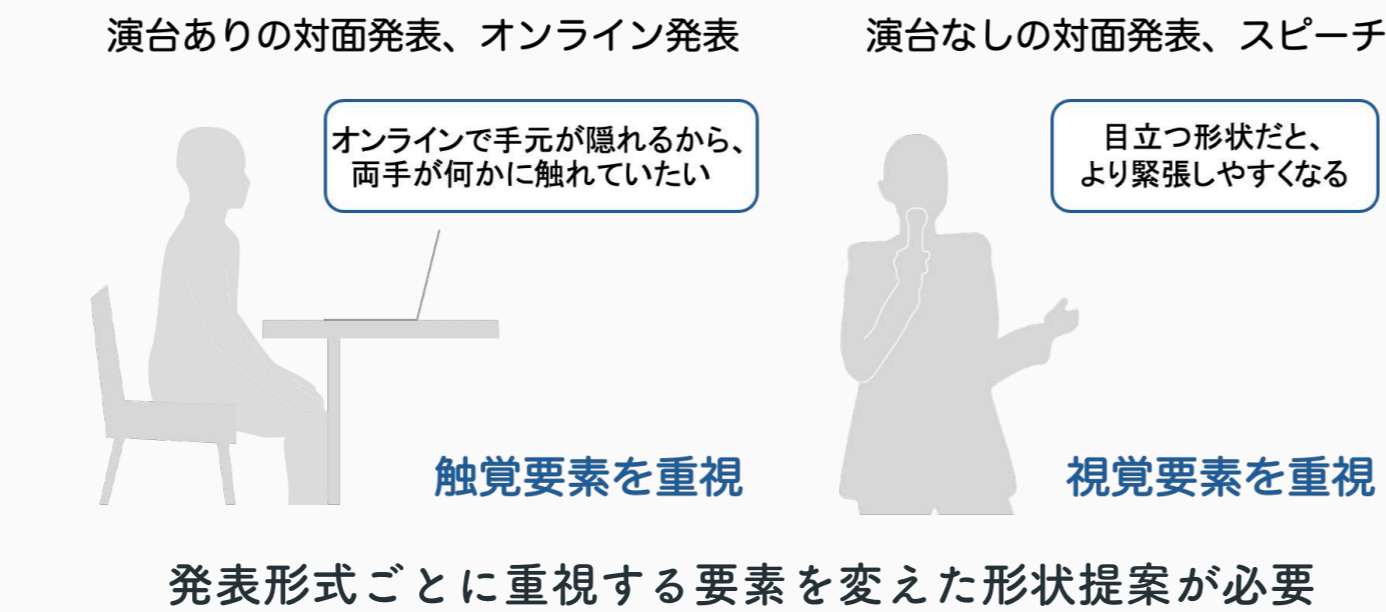 演台ありの対面発表、オンライン発表
オンラインで手元が隠れるから、
両手が何かに触れていたい
触覚要素を重視
演台なしの対面発表、スピーチ
目立つ形状だと、
より緊張しやすくなる
視覚要素を重視
発表形式ごとに重視する要素を変えた形状提案が必要